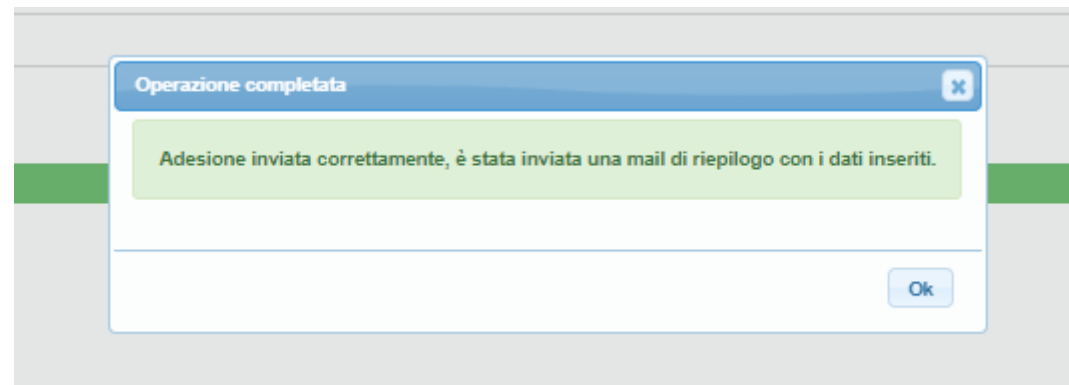 Operazione completata
Adesione inviata correttamente, è stata inviata una mail di riepilogo con i dati inseriti.
Ok